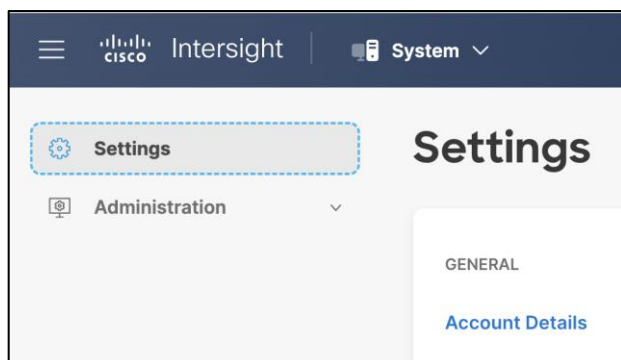 cisco Intersight System
Settings
Administration
Settings
GENERAL
Account Details